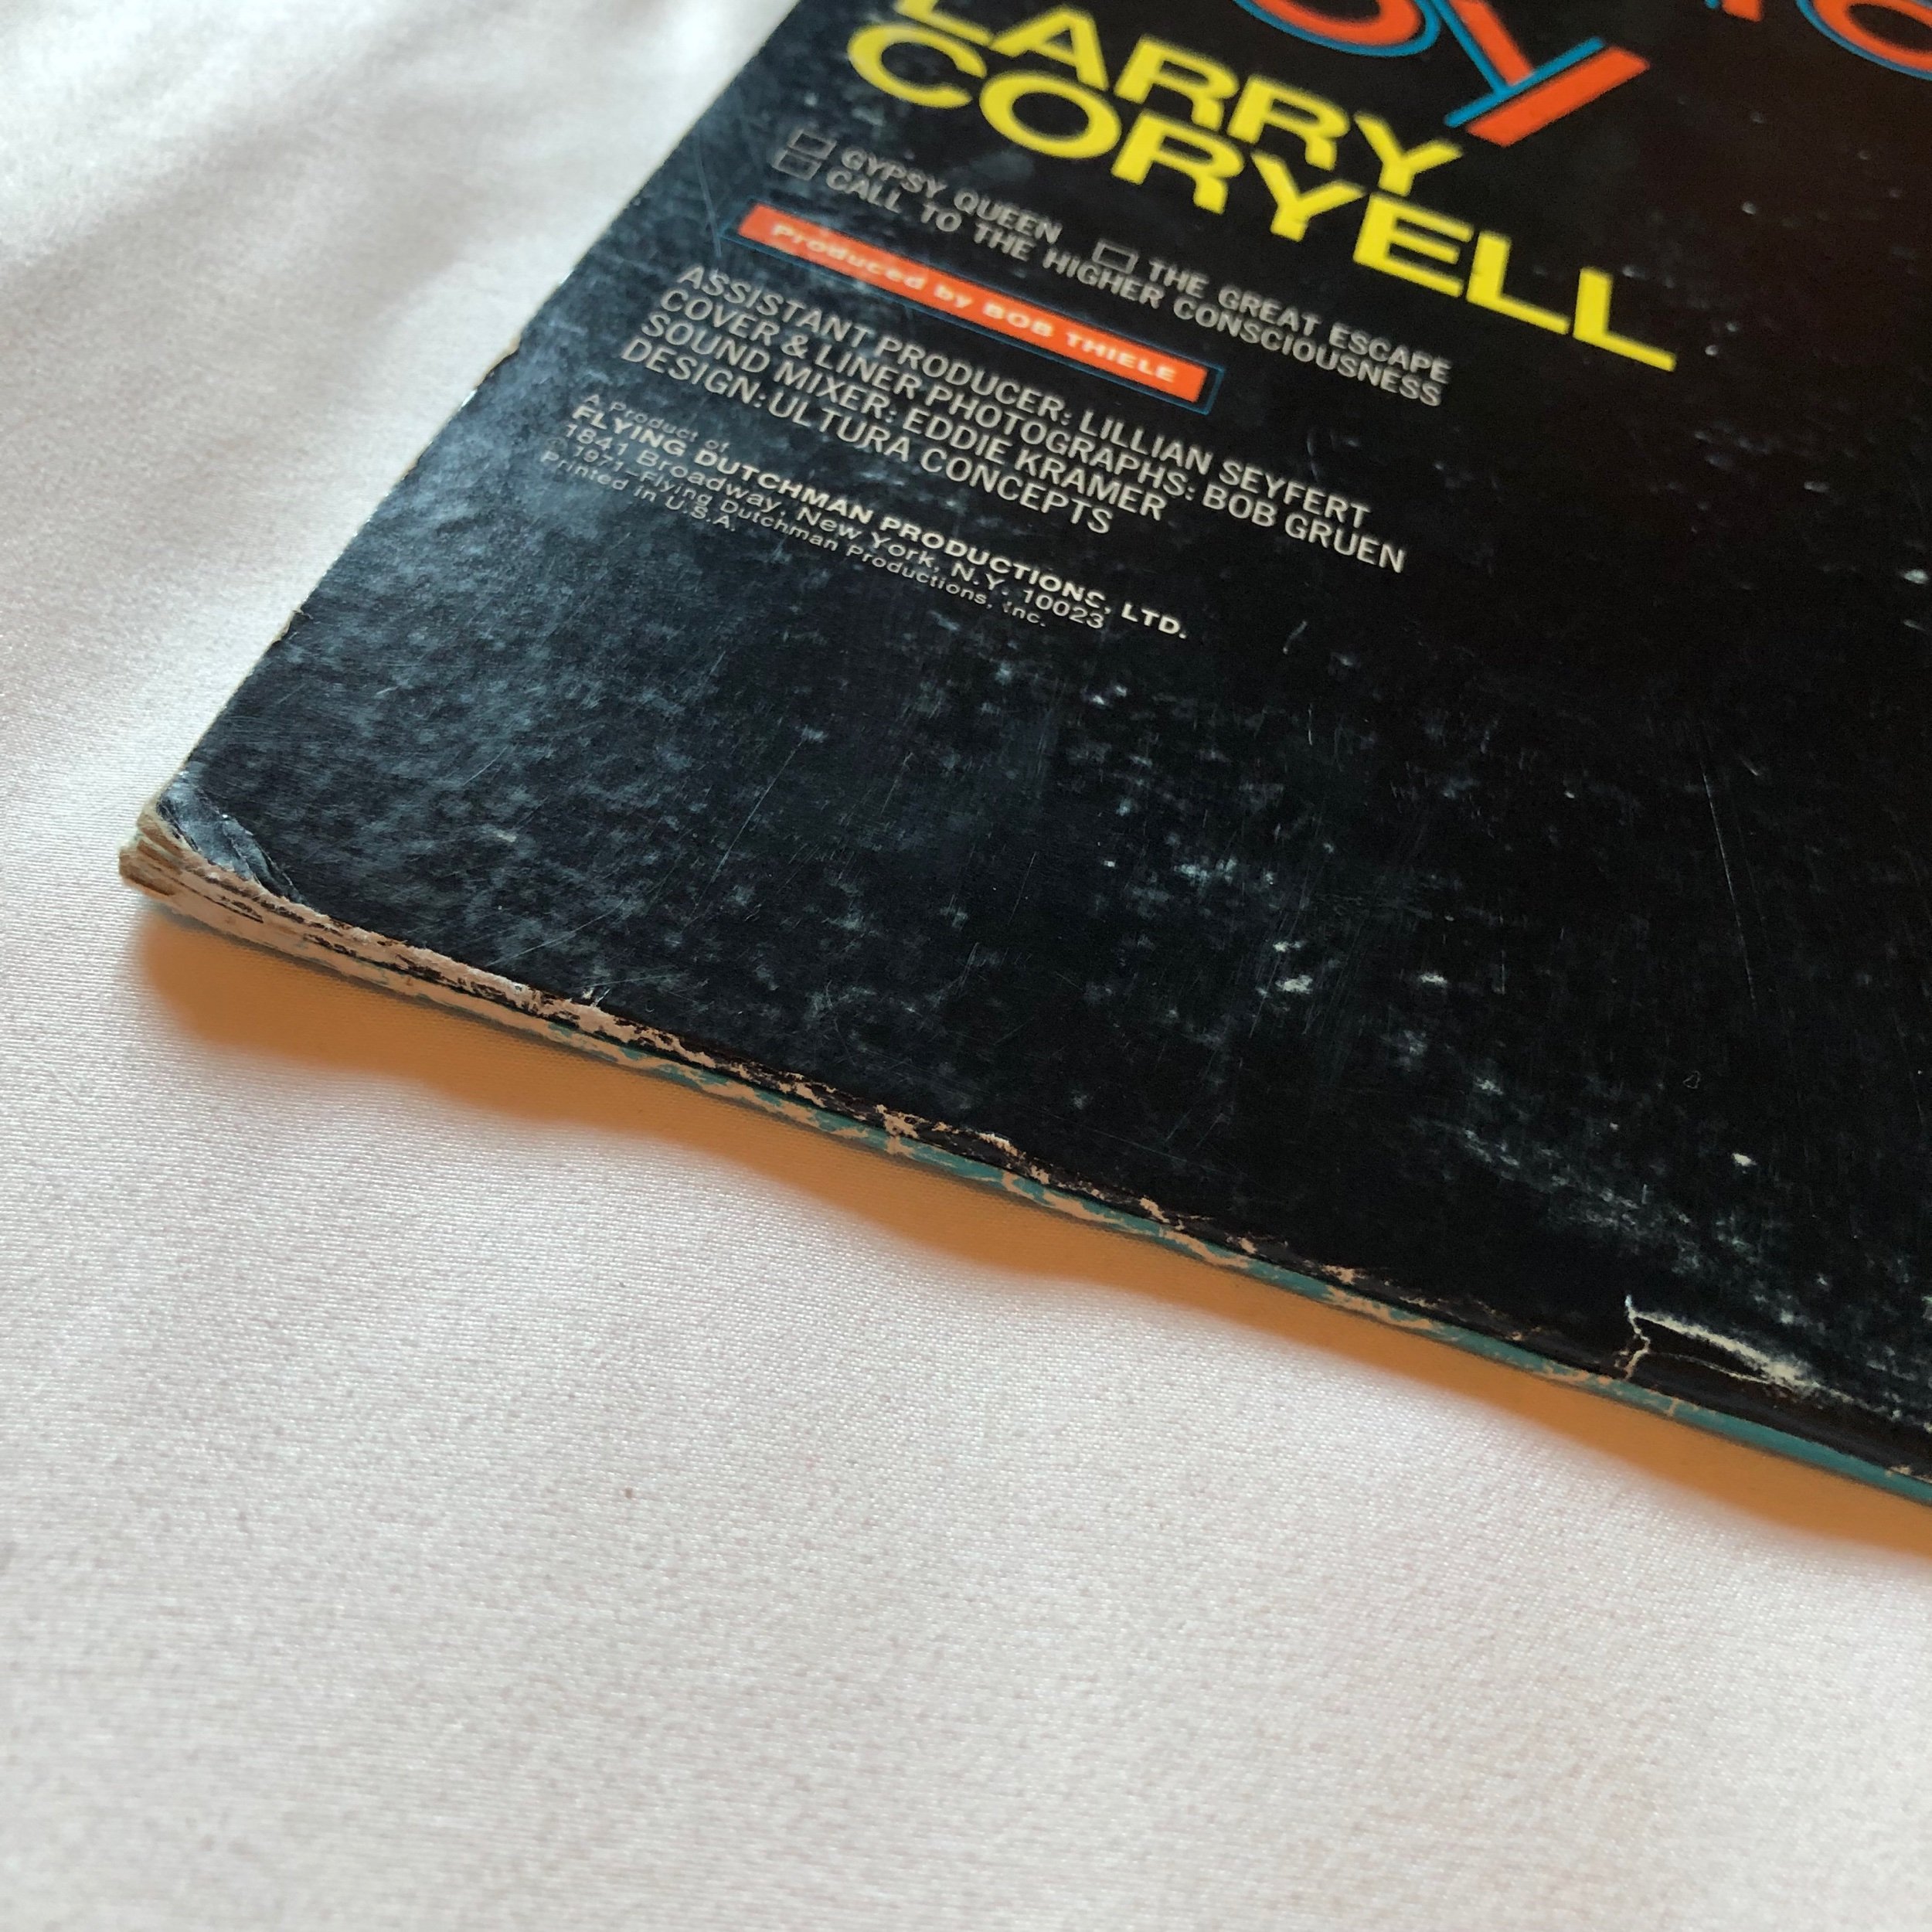 OY
LARRY
CORYELL
GYPSY QUEEN THE GREAT ESCAPE
CALL TO THE HIGHER CONSCIOUSNESS
Produced by BOB THIELE
ASSISTANT PRODUCER: LILLIAN SEYFERT
COVER & LINER PHOTOGRAPHS: BOB GRUEN
SOUND MIXER: EDDIE KRAMER
DESIGN: ULTURA CONCEPTS
A Product of
FLYING DUTCHMAN PRODUCTIONS, LTD.
1841 Broadway, New York, N.Y. 10023
© 1971—Flying Dutchman Productions, Inc.
Printed in U.S.A.